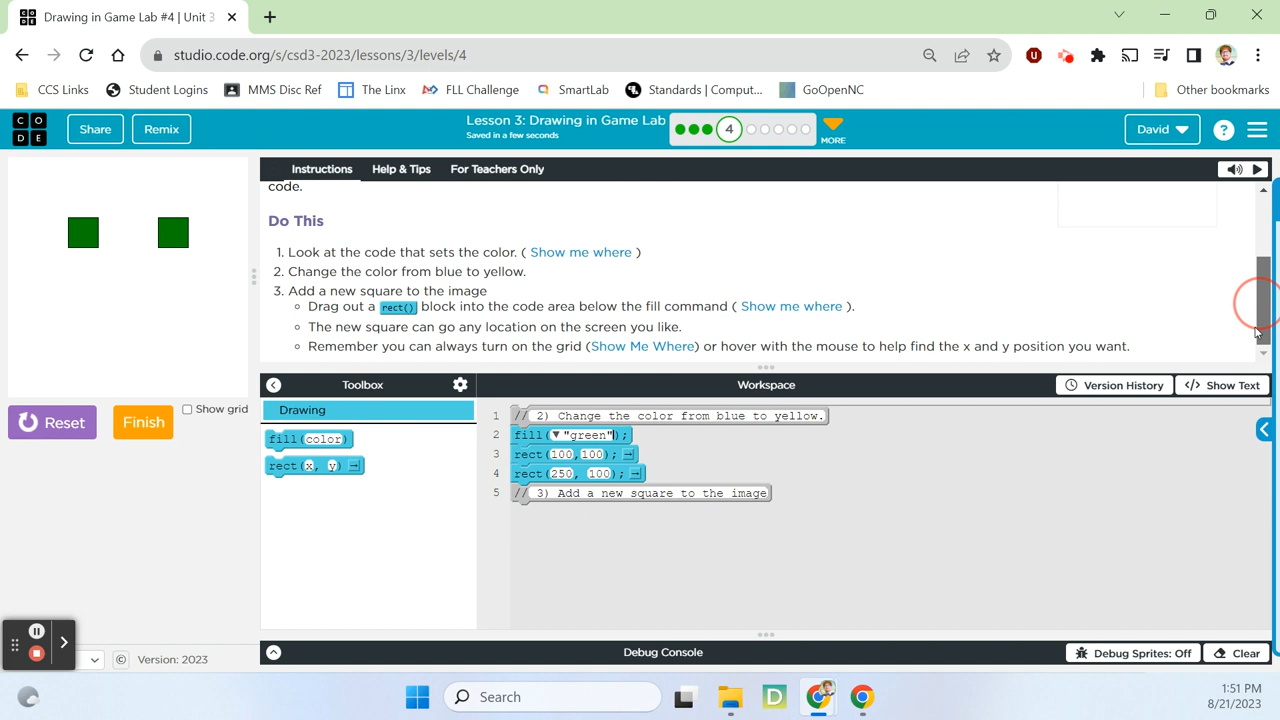 Drawing in Game Lab #4 | Unit 3
studio.code.org/s/csd3-2023/lessons/3/levels/4
CCS Links
Student Logins
MMS Disc Ref
The Linx
FLL Challenge
SmartLab
Standards | Comput...
GoOpenNC
Other bookmarks
C O
D E
Share
Remix
Lesson 3: Drawing in Game Lab
Saved in a few seconds
4
MORE
David
?
Instructions
Help & Tips
For Teachers Only
code.
Do This
1. Look at the code that sets the color. ( Show me where )
2. Change the color from blue to yellow.
3. Add a new square to the image
Drag out a rect() block into the code area below the fill command ( Show me where ).
The new square can go any location on the screen you like.
Remember you can always turn on the grid (Show Me Where) or hover with the mouse to help find the x and y position you want.
Toolbox
Workspace
Version History
</> Show Text
Reset
Finish
Show grid
Drawing
fill(color)
rect(x, y)
1 // 2) Change the color from blue to yellow.
2 fill( "green");
3 rect(100,100);
4 rect(250, 100);
5 // 3) Add a new square to the image
© Version: 2023
Debug Console
Debug Sprites: Off
Clear
Search
D
1:51 PM
8/21/2023